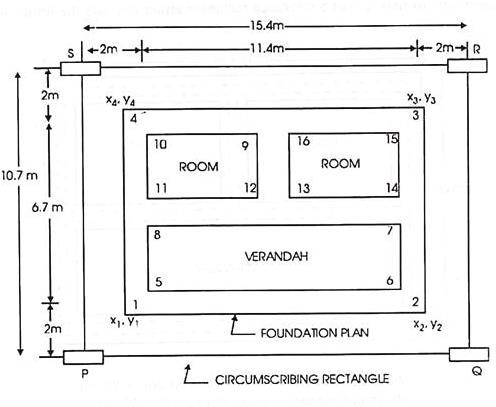 15.4m
S 2m 11.4m 2m R
2m
x4, y4 x3, y3
4 3
10 9 16 15
ROOM ROOM
11 12 13 14
10.7 m
6.7 m
8 7
VERANDAH
5 6
1 2
x1, y1 x2, y2
2m
FOUNDATION PLAN
P Q
CIRCUMSCRIBING RECTANGLE